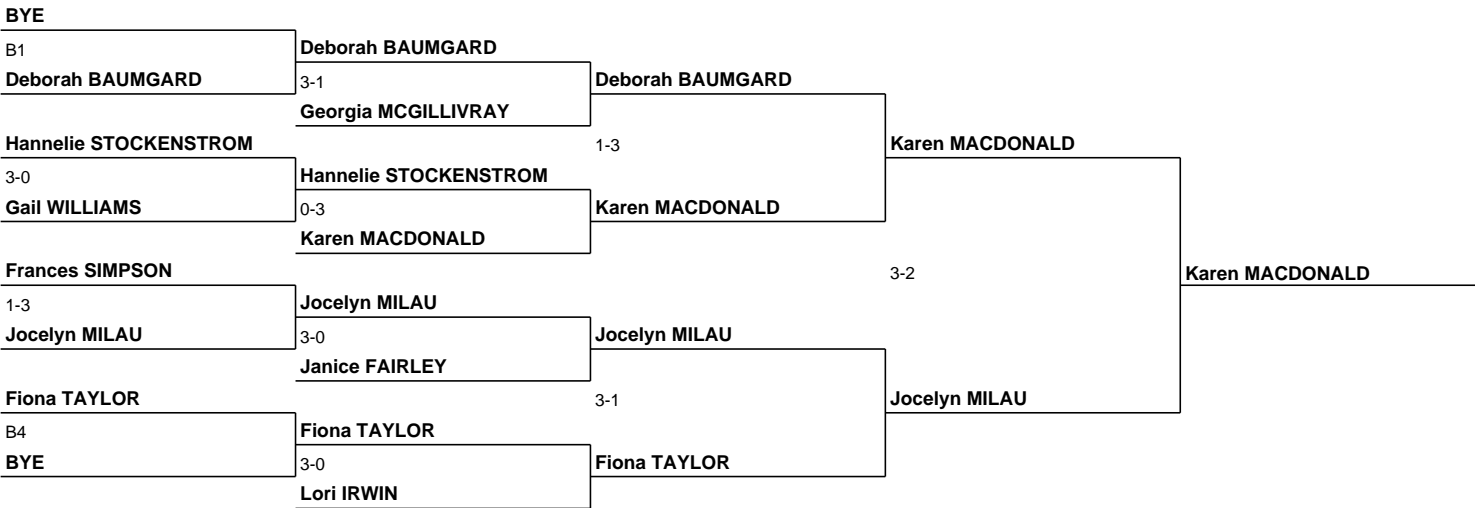 BYE
B1
Deborah BAUMGARD
Deborah BAUMGARD
3-1
Deborah BAUMGARD
Georgia MCGILLIVRAY
Hannelie STOCKENSTROM
1-3
Karen MACDONALD
3-0
Hannelie STOCKENSTROM
Gail WILLIAMS
0-3
Karen MACDONALD
Karen MACDONALD
Frances SIMPSON
3-2
Karen MACDONALD
1-3
Jocelyn MILAU
Jocelyn MILAU
3-0
Jocelyn MILAU
Janice FAIRLEY
Fiona TAYLOR
3-1
Jocelyn MILAU
B4
Fiona TAYLOR
BYE
3-0
Fiona TAYLOR
Lori IRWIN